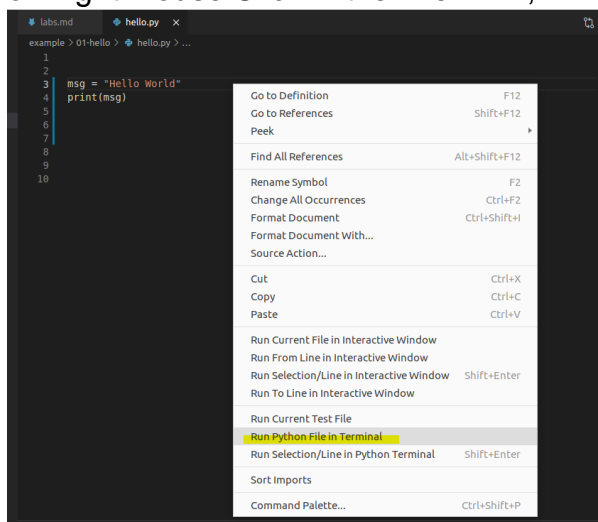 labs.md hello.py ×
example > 01-hello > hello.py > ...
1
2
3 msg = "Hello World"
4 print(msg)
5
6
7
8
9
10
Go to Definition F12
Go to References Shift+F12
Peek
Find All References Alt+Shift+F12
Rename Symbol F2
Change All Occurrences Ctrl+F2
Format Document Ctrl+Shift+I
Format Document With...
Source Action...
Cut Ctrl+X
Copy Ctrl+C
Paste Ctrl+V
Run Current File in Interactive Window
Run From Line in Interactive Window
Run Selection/Line in Interactive Window Shift+Enter
Run To Line in Interactive Window
Run Current Test File
Run Python File in Terminal
Run Selection/Line in Python Terminal Shift+Enter
Sort Imports
Command Palette... Ctrl+Shift+P